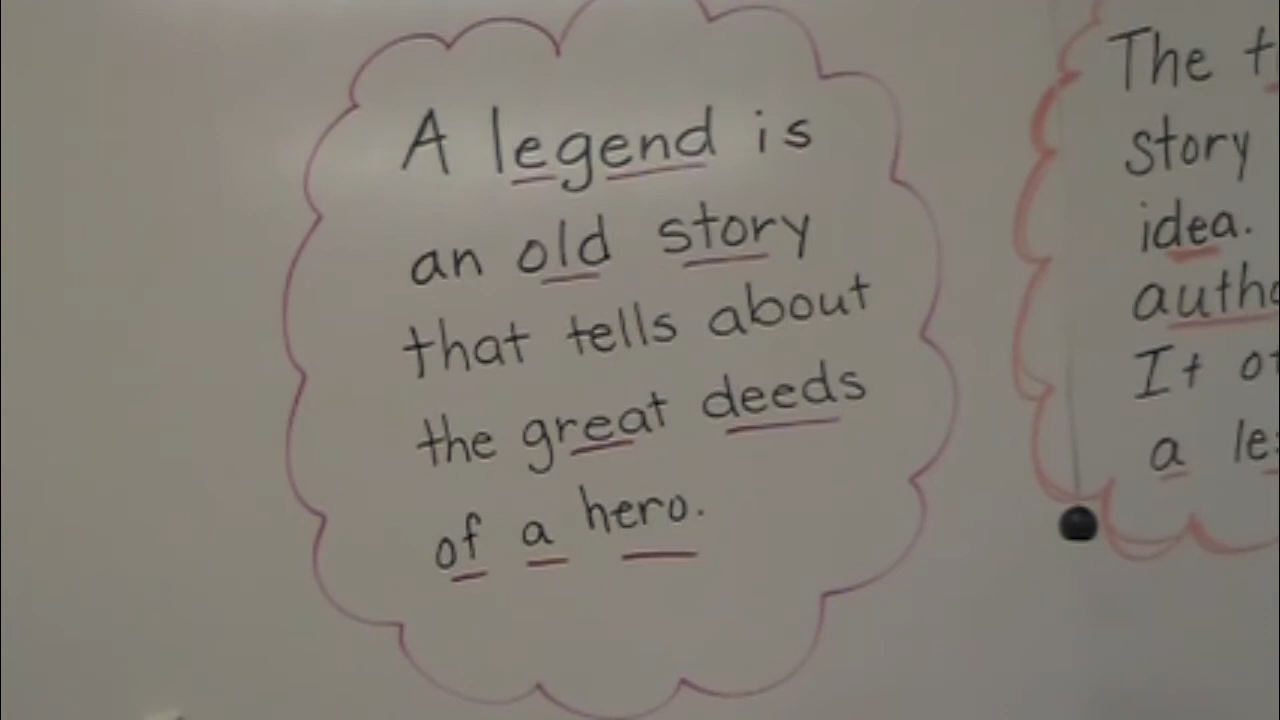 A legend is
an old story
that tells about
the great deeds
of a hero.
The
story
idea.
It
a